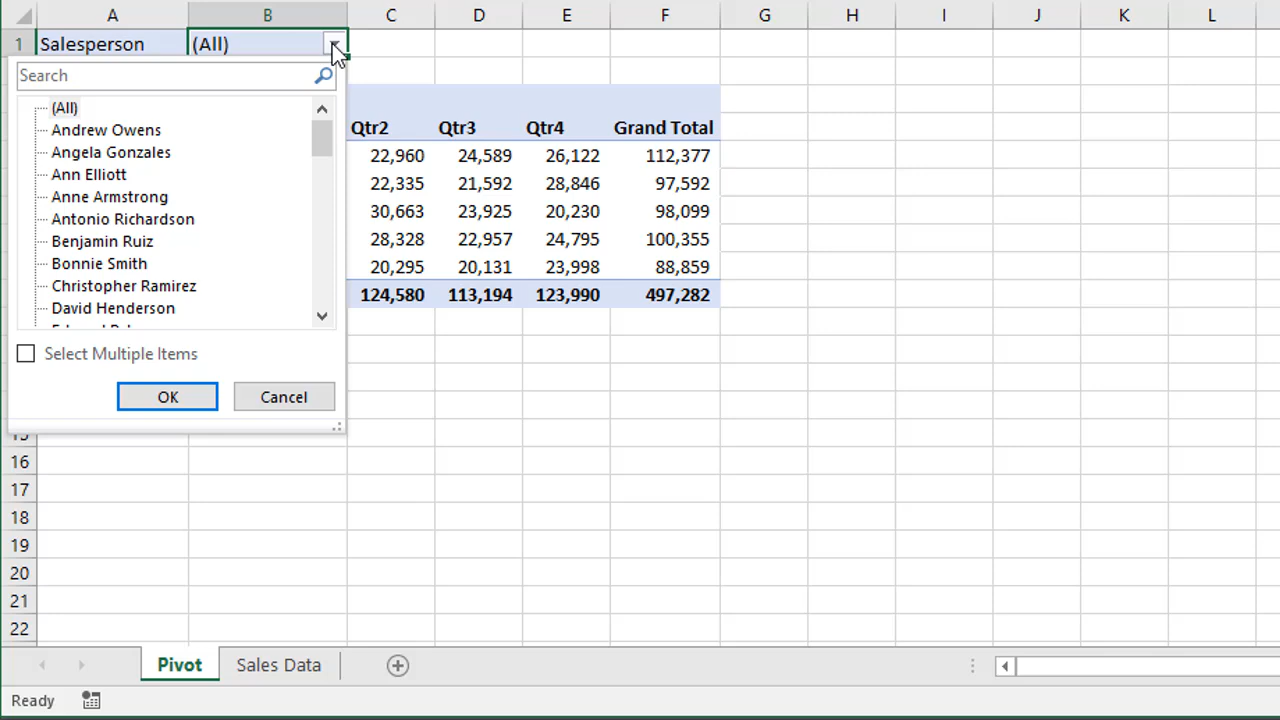 A B C D E F G H I J K L
1 Salesperson (All)
Search
(All)
Andrew Owens
Angela Gonzales
Ann Elliott
Anne Armstrong
Antonio Richardson
Benjamin Ruiz
Bonnie Smith
Christopher Ramirez
David Henderson
Select Multiple Items
OK Cancel
Qtr2 Qtr3 Qtr4 Grand Total
22,960 24,589 26,122 112,377
22,335 21,592 28,846 97,592
30,663 23,925 20,230 98,099
28,328 22,957 24,795 100,355
20,295 20,131 23,998 88,859
124,580 113,194 123,990 497,282
16
17
18
19
20
21
22
Pivot Sales Data
Ready